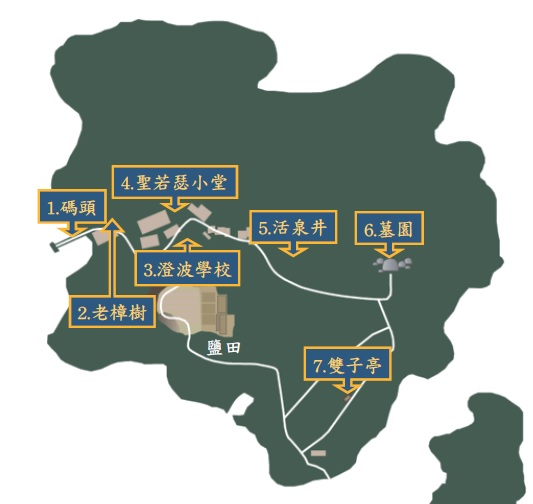 4.聖若瑟小堂
1.碼頭
5.活泉井
6.墓園
3.澄波學校
2.老樟樹
鹽田
7.雙子亭